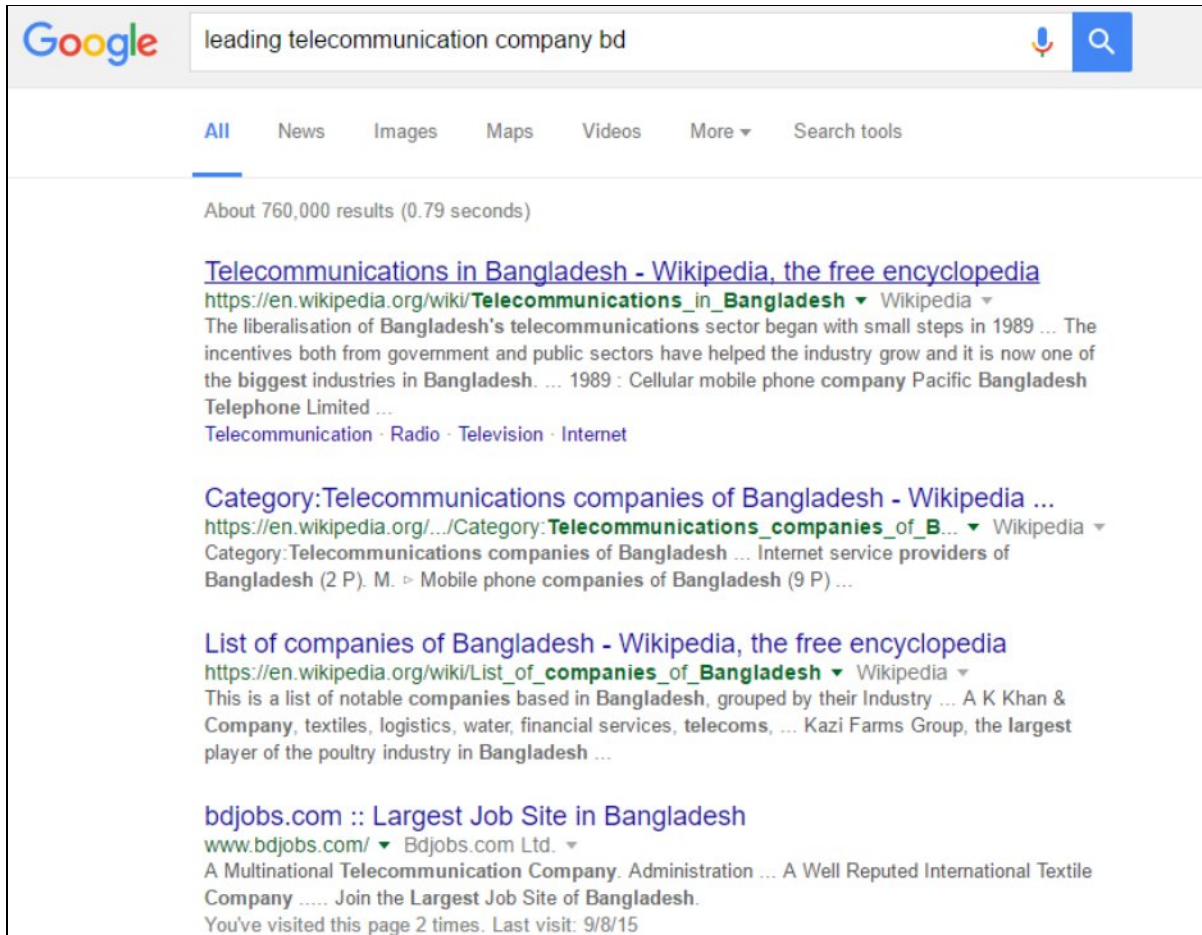 Google
leading telecommunication company bd
All News Images Maps Videos More ▾ Search tools
About 760,000 results (0.79 seconds)
Telecommunications in Bangladesh - Wikipedia, the free encyclopedia
https://en.wikipedia.org/wiki/Telecommunications_in_Bangladesh ▾ Wikipedia ▾
The liberalisation of Bangladesh's telecommunications sector began with small steps in 1989 ... The
incentives both from government and public sectors have helped the industry grow and it is now one of
the biggest industries in Bangladesh. ... 1989 : Cellular mobile phone company Pacific Bangladesh
Telephone Limited ...
Telecommunication · Radio · Television · Internet
Category:Telecommunications companies of Bangladesh - Wikipedia ...
https://en.wikipedia.org/.../Category:Telecommunications_companies_of_B... ▾ Wikipedia ▾
Category:Telecommunications companies of Bangladesh ... Internet service providers of
Bangladesh (2 P). M. ▹ Mobile phone companies of Bangladesh (9 P) ...
List of companies of Bangladesh - Wikipedia, the free encyclopedia
https://en.wikipedia.org/wiki/List_of_companies_of_Bangladesh ▾ Wikipedia ▾
This is a list of notable companies based in Bangladesh, grouped by their Industry ... A K Khan &
Company, textiles, logistics, water, financial services, telecoms, ... Kazi Farms Group, the largest
player of the poultry industry in Bangladesh ...
bdjobs.com :: Largest Job Site in Bangladesh
www.bdjobs.com/ ▾ Bdjobs.com Ltd. ▾
A Multinational Telecommunication Company. Administration ... A Well Reputed International Textile
Company ..... Join the Largest Job Site of Bangladesh.
You've visited this page 2 times. Last visit: 9/8/15